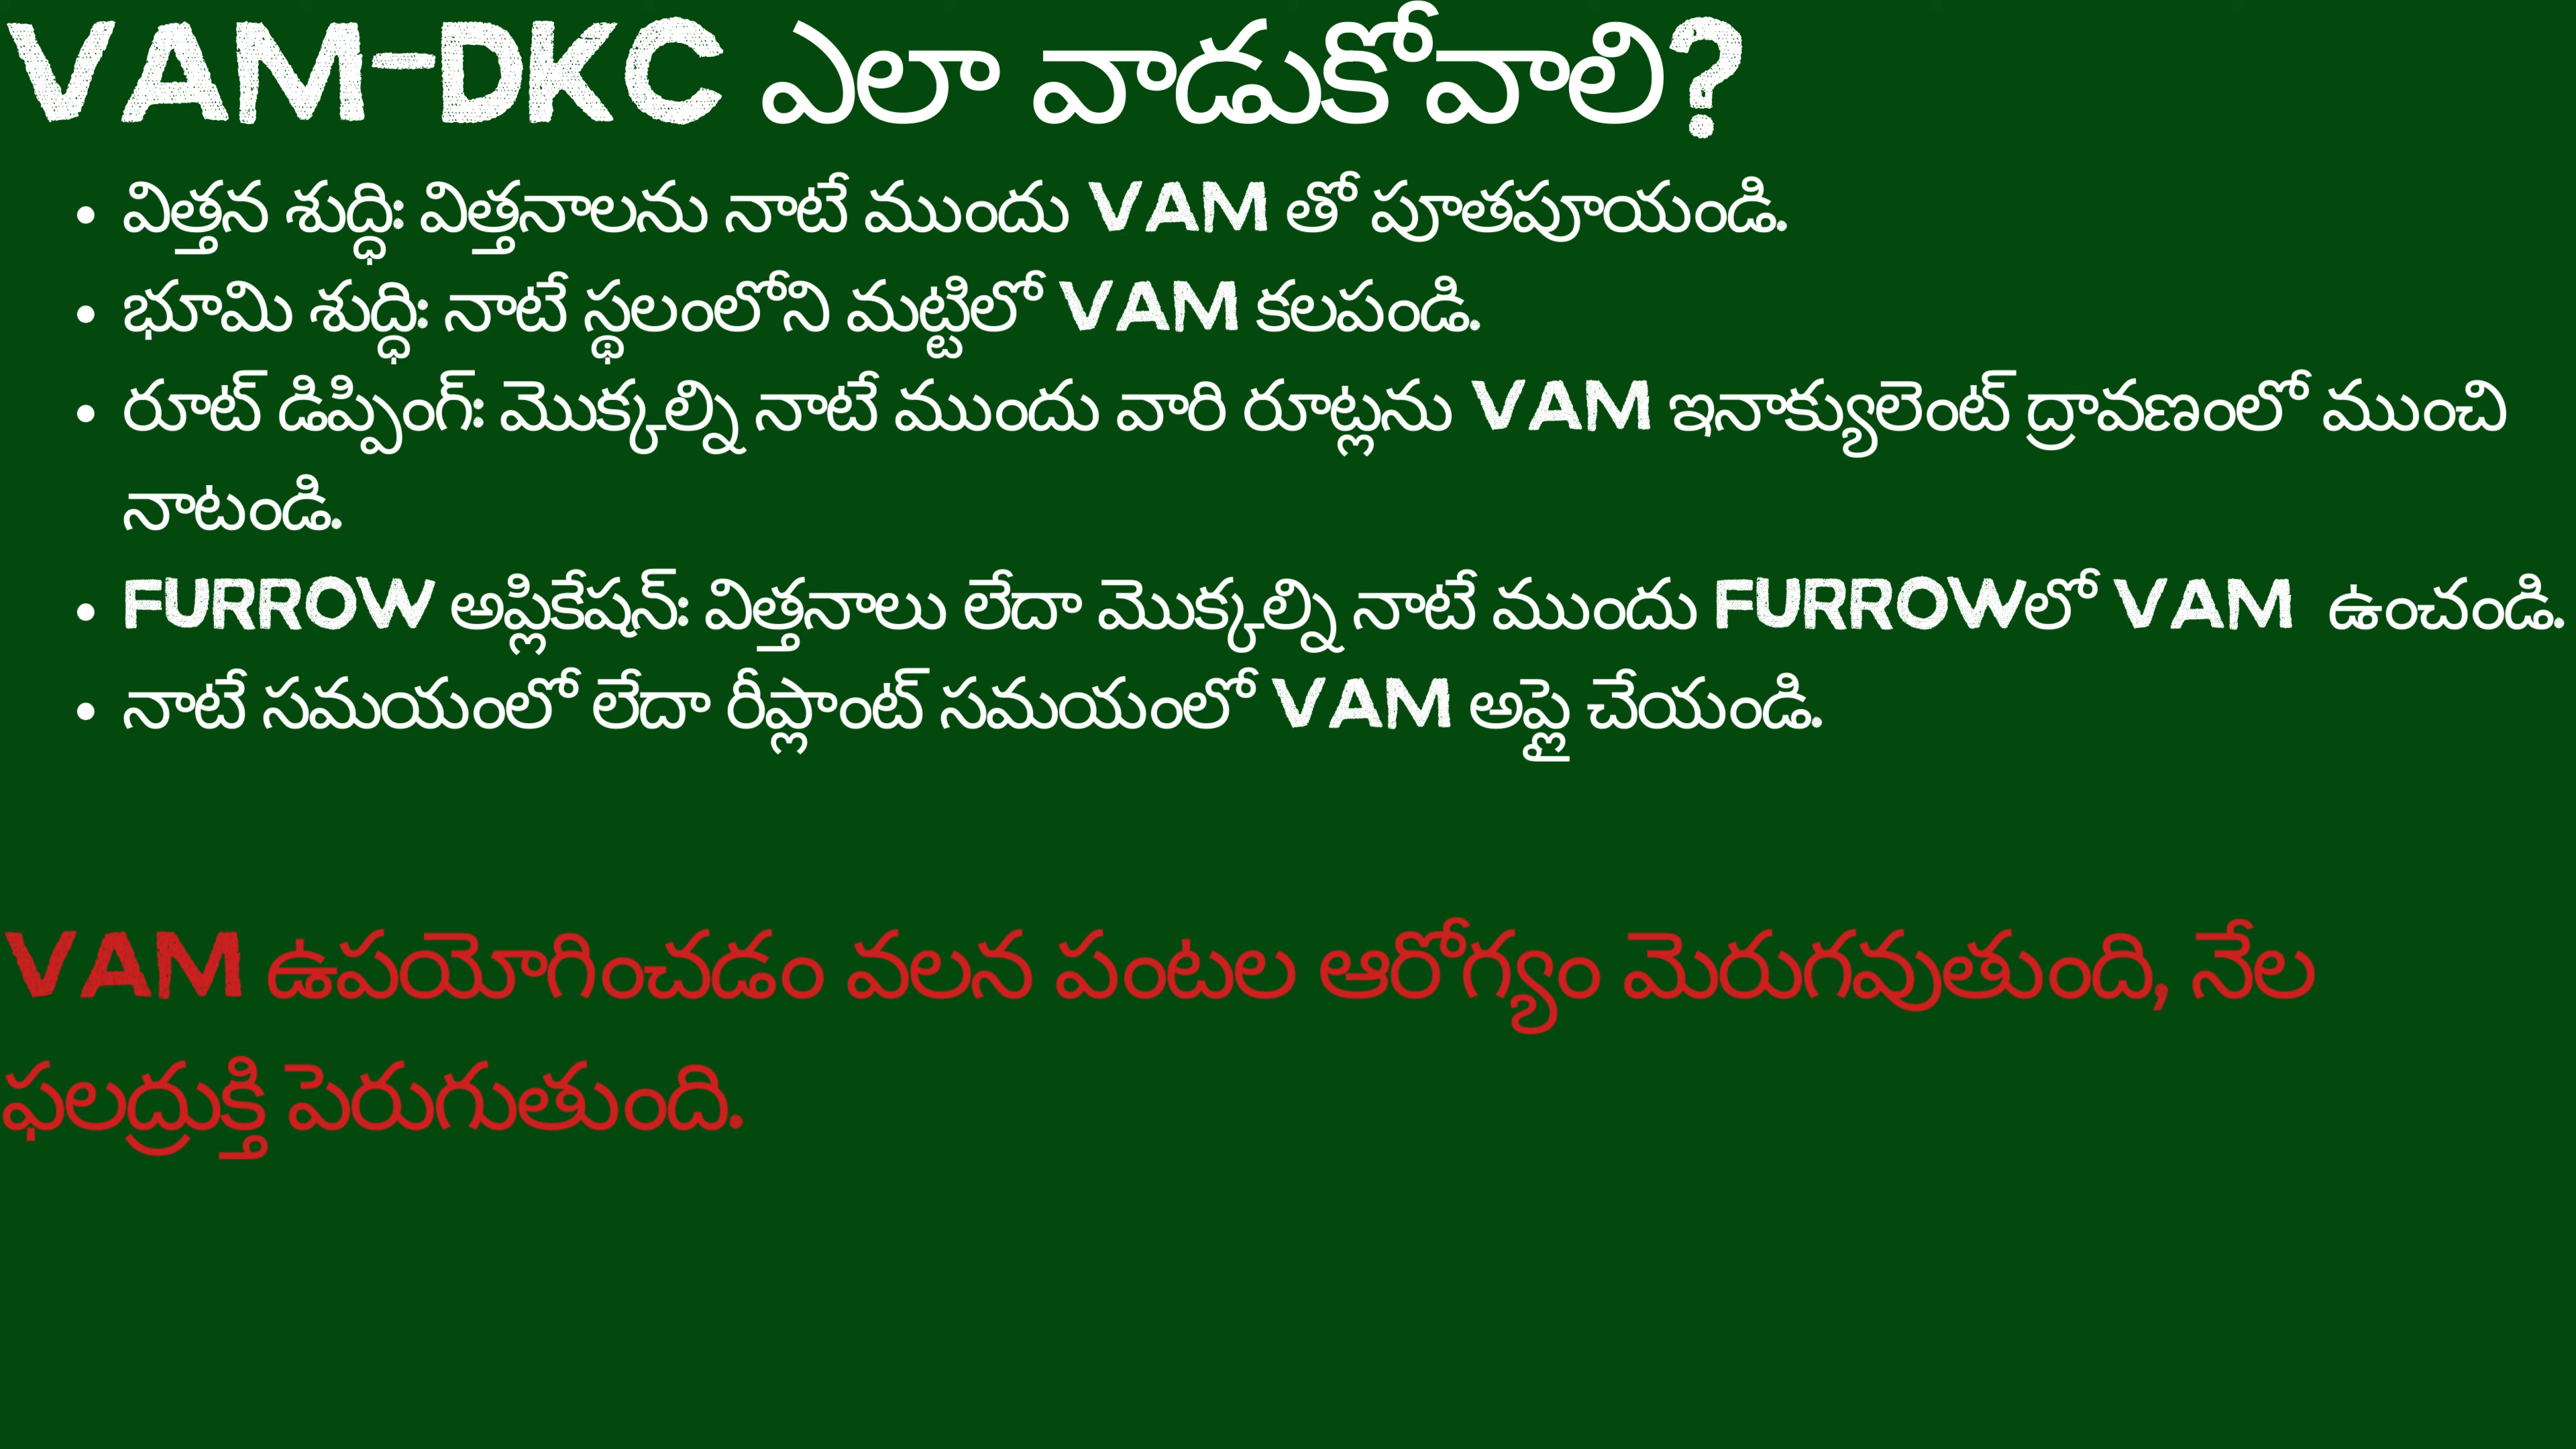 VAM-DKC ఎలా వాడుకోవాలి?
• విత్తన శుద్ధి: విత్తనాలను నాటే ముందు VAM తో పూతపూయండి.
• భూమి శుద్ధి: నాటే స్థలంలోని మట్టిలో VAM కలపండి.
• రూట్ డిప్పింగ్: మొక్కల్ని నాటే ముందు వారి రూట్లను VAM ఇనాక్యులెంట్ ద్రావణంలో ముంచి
నాటండి.
• FURROW అప్లికేషన్: విత్తనాలు లేదా మొక్కల్ని నాటే ముందు FURROWలో VAM ఉంచండి.
• నాటే సమయంలో లేదా రీప్లాంట్ సమయంలో VAM అప్లై చేయండి.
VAM ఉపయోగించడం వలన పంటల ఆరోగ్యం మెరుగవుతుంది, నేల
ఫలద్రుక్తి పెరుగుతుంది.